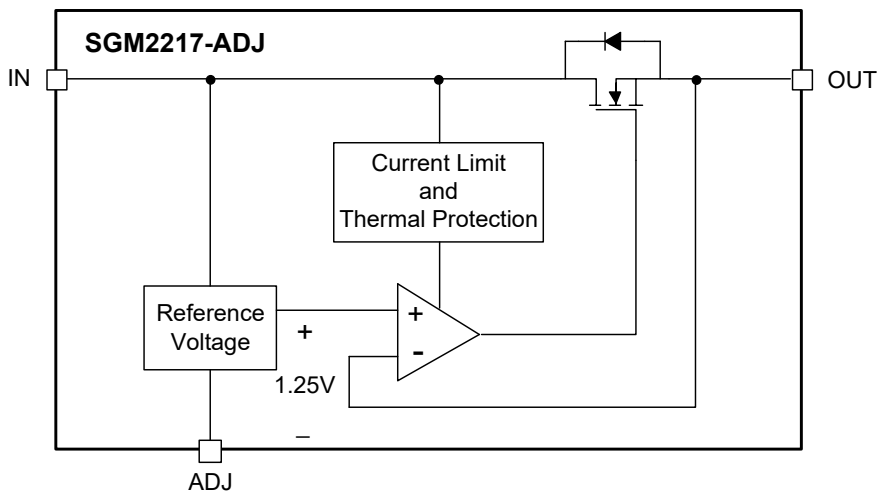 SGM2217-ADJ
IN
OUT
Current Limit
and
Thermal Protection
Reference
Voltage
+
+
-
1.25V
–
ADJ